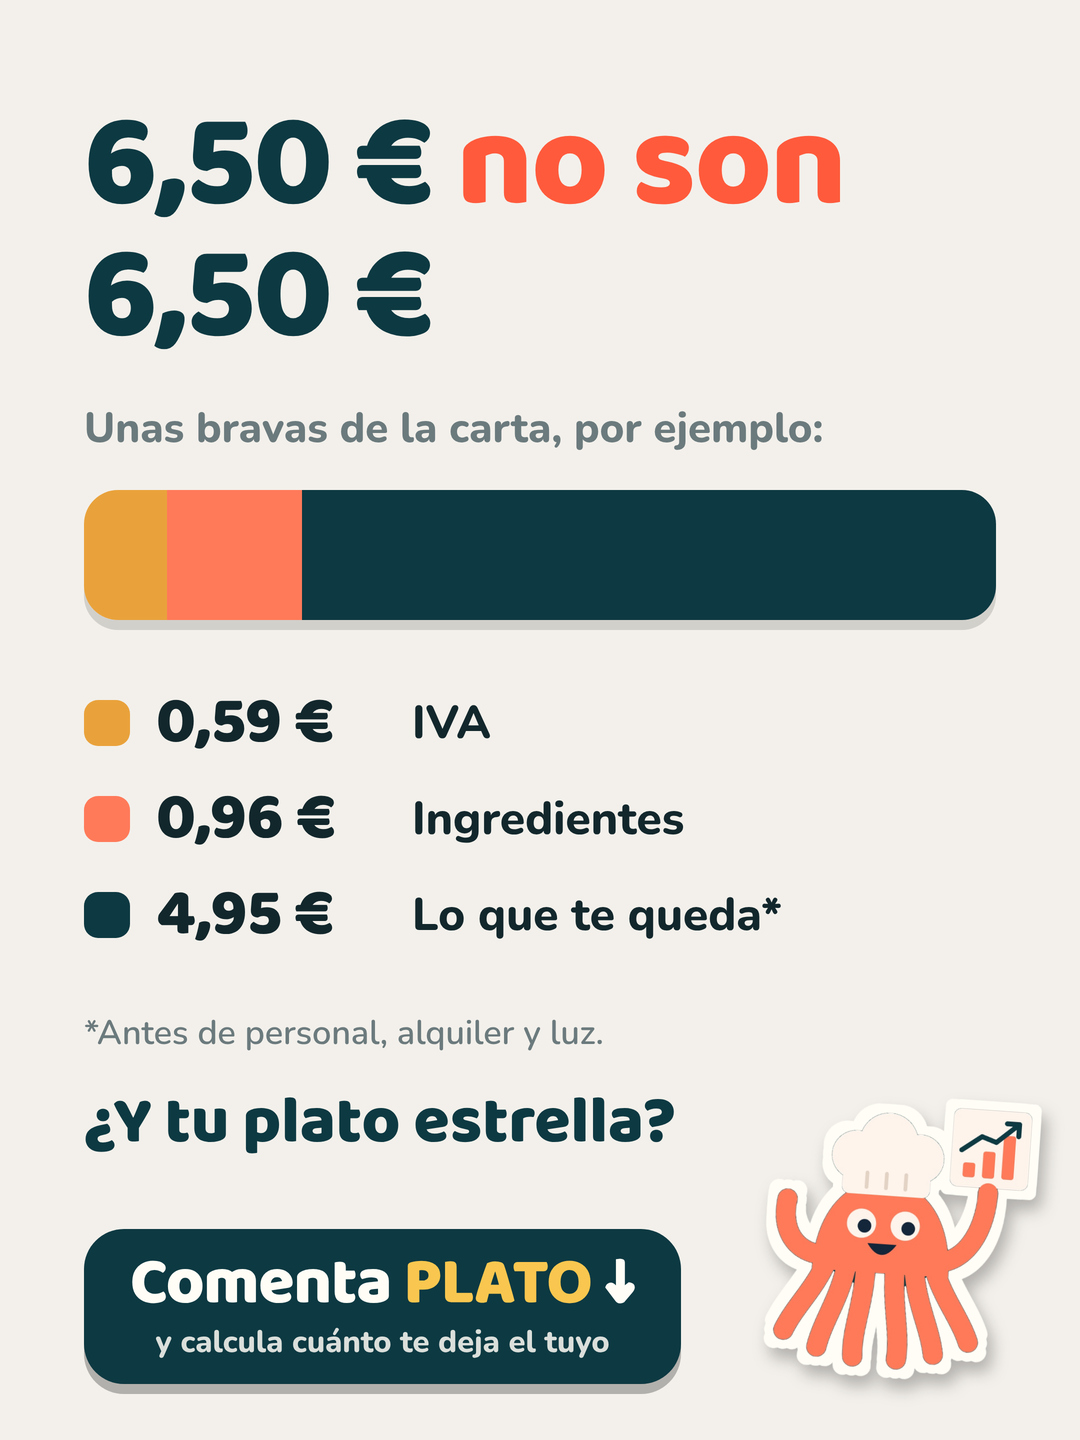 6,50 € no son
6,50 €
Unas bravas de la carta, por ejemplo:
0,59 € IVA
0,96 € Ingredientes
4,95 € Lo que te queda*
*Antes de personal, alquiler y luz.
¿Y tu plato estrella?
Comenta PLATO ↓
y calcula cuánto te deja el tuyo